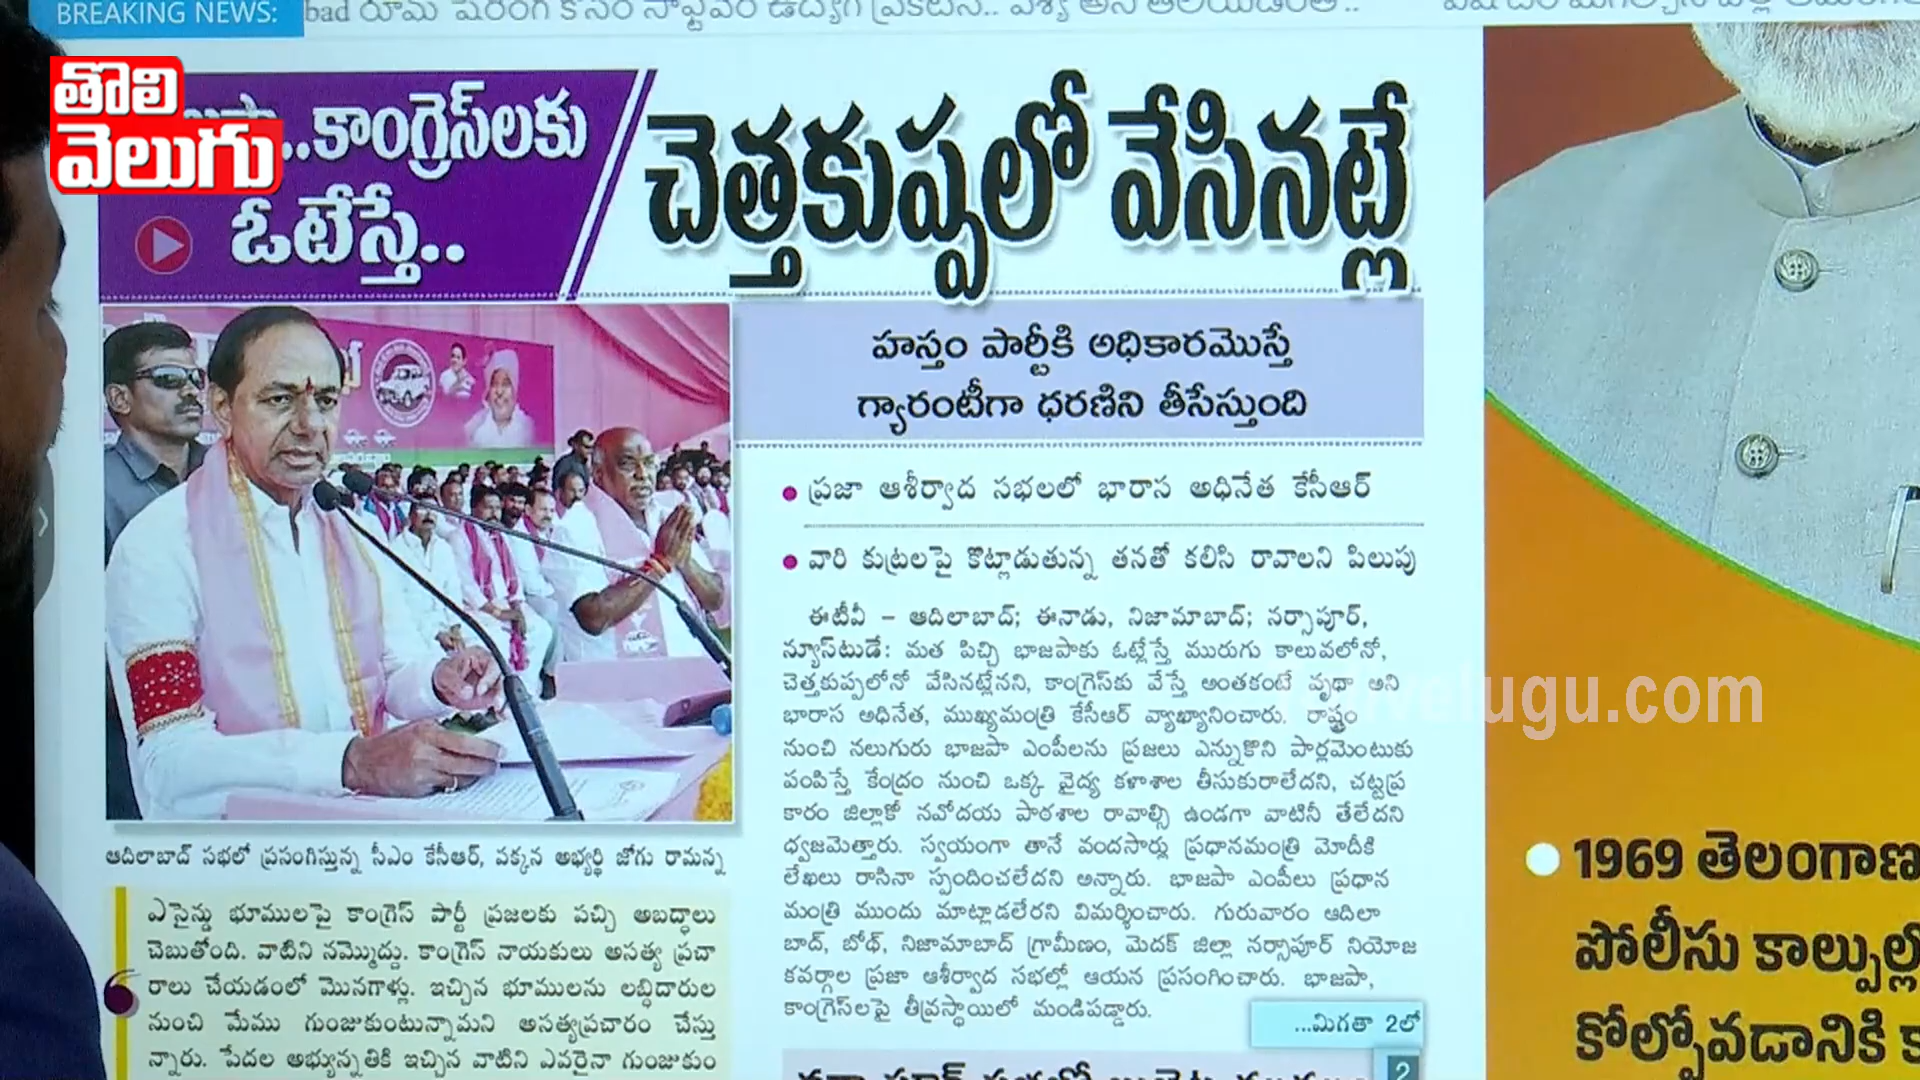 BREAKING NEWS:
తొలి
వెలుగు
..కాంగ్రెస్‌లకు
ఓటేస్తే..
చెత్తకుప్పలో వేసినట్లే
హస్తం పార్టీకి అధికారమొస్తే
గ్యారంటీగా ధరణిని తీసేస్తుంది
• ప్రజా ఆశీర్వాద సభలలో భారాస అధినేత కేసీఆర్
• వారి కుట్రలపై కొట్లాడుతున్న తనతో కలిసి రావాలని పిలుపు
ఈటీవీ – ఆదిలాబాద్; ఈనాడు, నిజామాబాద్; నర్సాపూర్,
న్యూస్‌టుడే: మత పిచ్చి భాజపాకు ఓట్లేస్తే మురుగు కాలువలోనో,
చెత్తకుప్పలోనో వేసినట్లేనని, కాంగ్రెస్‌కు వేస్తే అంతకంటే వృథా అని
భారాస అధినేత, ముఖ్యమంత్రి కేసీఆర్ వ్యాఖ్యానించారు. రాష్ట్రం
నుంచి నలుగురు భాజపా ఎంపీలను ప్రజలు ఎన్నుకొని పార్లమెంటుకు
పంపిస్తే కేంద్రం నుంచి ఒక్క వైద్య కళాశాల తీసుకురాలేదని, చట్టప్ర
కారం జిల్లాకో నవోదయ పాఠశాల రావాల్సి ఉండగా వాటినీ తేలేదని
ధ్వజమెత్తారు. స్వయంగా తానే వందసార్లు ప్రధానమంత్రి మోదీకి
లేఖలు రాసినా స్పందించలేదని అన్నారు. భాజపా ఎంపీలు ప్రధాన
మంత్రి ముందు మాట్లాడలేరని విమర్శించారు. గురువారం ఆదిలా
బాద్, బోథ్, నిజామాబాద్ గ్రామీణం, మెదక్ జిల్లా నర్సాపూర్ నియోజ
కవర్గాల ప్రజా ఆశీర్వాద సభల్లో ఆయన ప్రసంగించారు. భాజపా,
కాంగ్రెస్‌లపై తీవ్రస్థాయిలో మండిపడ్డారు.
...మిగతా 2లో
2
ఆదిలాబాద్ సభలో ప్రసంగిస్తున్న సీఎం కేసీఆర్, పక్కన అభ్యర్థి జోగు రామన్న
ఎసైన్డు భూములపై కాంగ్రెస్ పార్టీ ప్రజలకు పచ్చి అబద్ధాలు
చెబుతోంది. వాటిని నమ్మొద్దు. కాంగ్రెస్ నాయకులు అసత్య ప్రచా
రాలు చేయడంలో మొనగాళ్లు. ఇచ్చిన భూములను లబ్ధిదారుల
నుంచి మేము గుంజుకుంటున్నామని అసత్యప్రచారం చేస్తు
న్నారు. పేదల అభ్యున్నతికి ఇచ్చిన వాటిని ఎవరైనా గుంజుకుం
velugu.com
1969 తెలంగాణ
పోలీసు కాల్పుల్లో
కోల్పోవడానికి